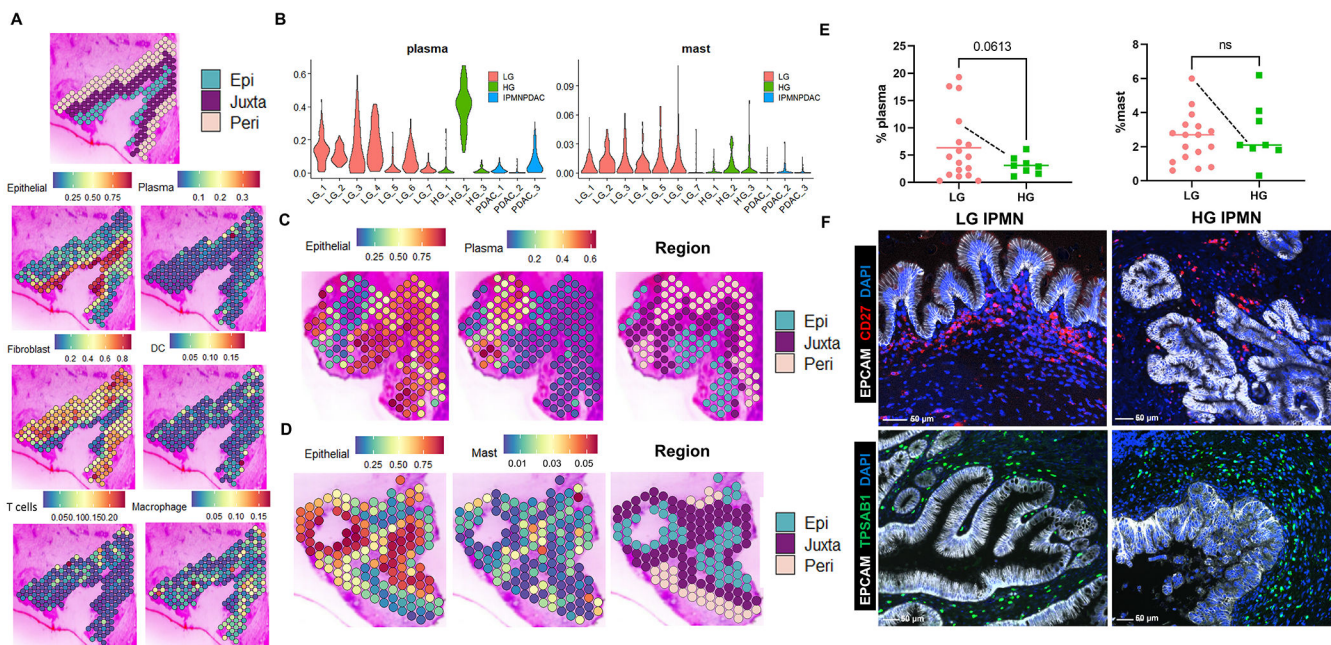 A
Epi
Juxta
Peri
Epithelial
0.25 0.50 0.75
Plasma
0.1 0.2 0.3
Fibroblast
0.2 0.4 0.6 0.8
DC
0.05 0.10 0.15
T cells
0.050.100.150.20
Macrophage
0.05 0.10 0.15
B
plasma
0.6
0.4
0.2
0.0
LG
HG
IPMNPDAC
LG_1 LG_2 LG_3 LG_4 LG_5 LG_6 LG_7 HG_1 HG_2 HG_3 PDAC_1 PDAC_2 PDAC_3
mast
0.06
0.04
0.02
0.00
LG
HG
IPMNPDAC
LG_1 LG_2 LG_3 LG_4 LG_5 LG_6 LG_7 HG_1 HG_2 HG_3 PDAC_1 PDAC_2 PDAC_3
C
Epithelial
0.25 0.50 0.75
Plasma
0.2 0.4 0.6
Region
Epi
Juxta
Peri
D
Epithelial
0.25 0.50 0.75
Mast
0.01 0.03 0.05
Region
Epi
Juxta
Peri
E
0.0613
% plasma
25
20
15
10
5
0
LG HG
ns
%mast
8
6
4
2
0
LG HG
F
LG IPMN
HG IPMN
EPCAM CD27 DAPI
50 µm
50 µm
EPCAM TPSAB1 DAPI
50 µm
50 µm